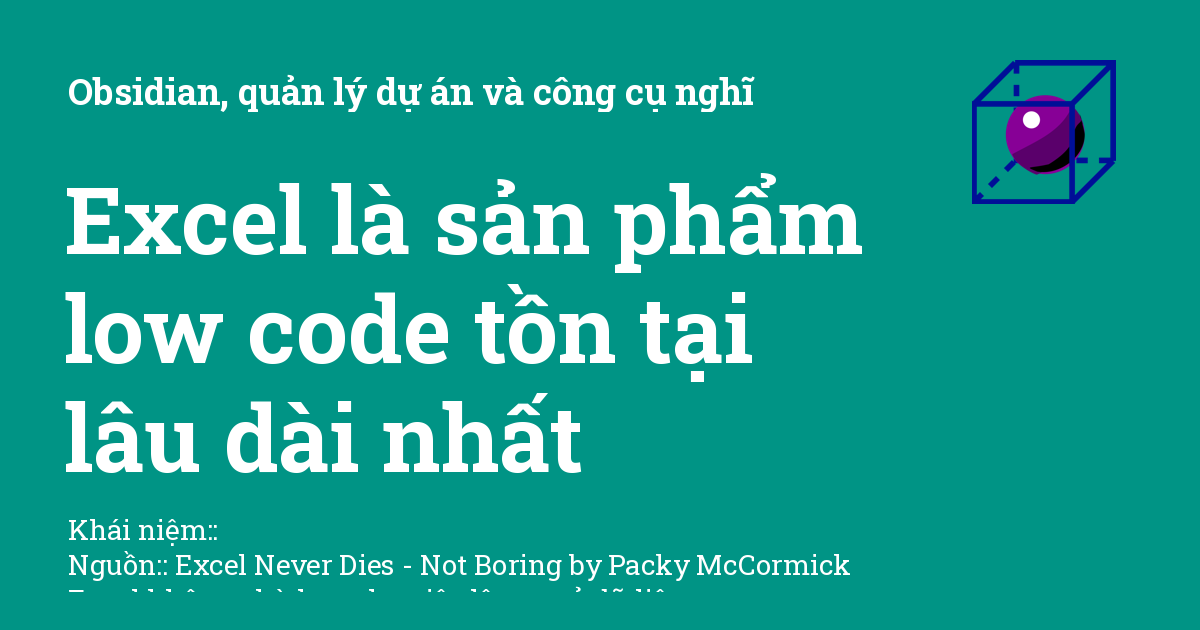 Obsidian, quản lý dự án và công cụ nghĩ
Excel là sản phẩm
low code tồn tại
lâu dài nhất
Khái niệm::
Nguồn:: Excel Never Dies - Not Boring by Packy McCormick